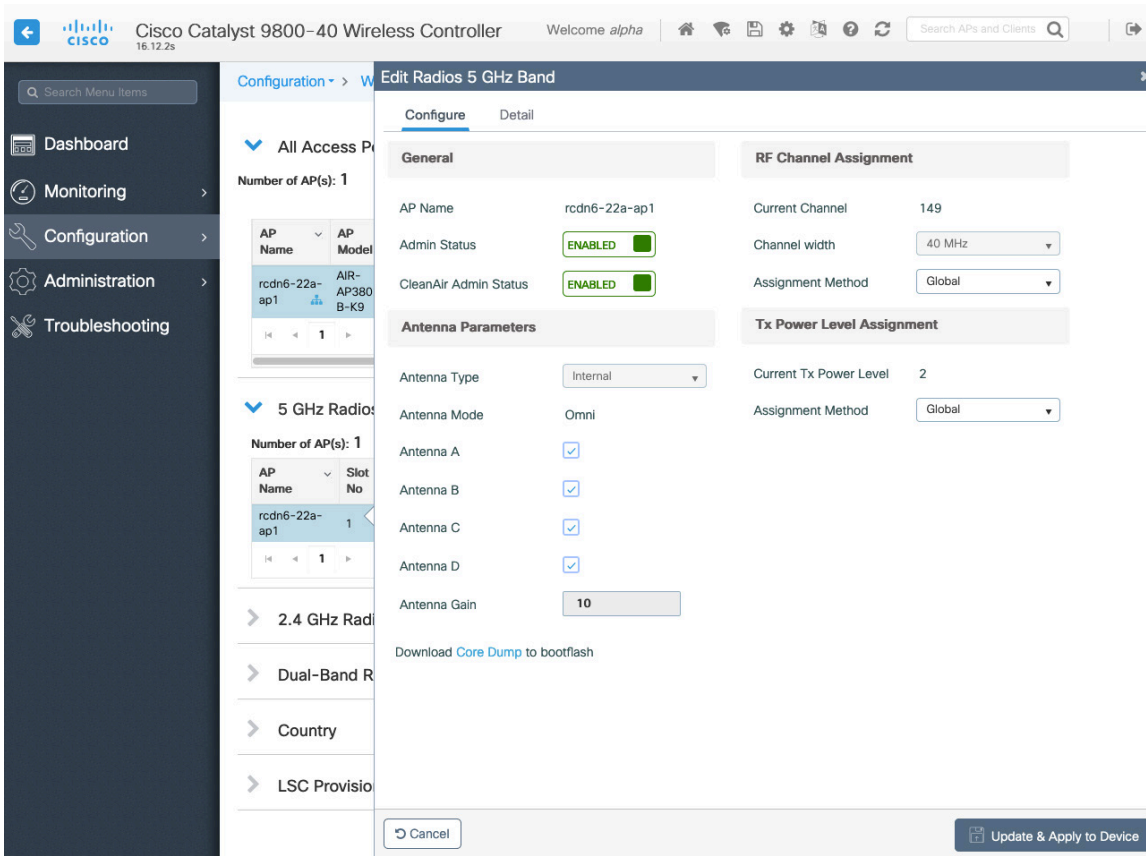 cisco
Cisco Catalyst 9800-40 Wireless Controller
16.12.2s
Welcome alpha
Search APs and Clients
Search Menu Items
Dashboard
Monitoring
Configuration
Administration
Troubleshooting
Configuration > W
All Access Po
Number of AP(s): 1
AP Name
AP Model
rcdn6-22a-ap1
AIR-AP380
B-K9
1
5 GHz Radios
Number of AP(s): 1
AP Name
Slot No
rcdn6-22a-ap1
1
1
2.4 GHz Radi
Dual-Band R
Country
LSC Provisio
Edit Radios 5 GHz Band
Configure Detail
General
AP Name rcdn6-22a-ap1
Admin Status ENABLED
CleanAir Admin Status ENABLED
Antenna Parameters
Antenna Type Internal
Antenna Mode Omni
Antenna A
Antenna B
Antenna C
Antenna D
Antenna Gain 10
Download Core Dump to bootflash
RF Channel Assignment
Current Channel 149
Channel width 40 MHz
Assignment Method Global
Tx Power Level Assignment
Current Tx Power Level 2
Assignment Method Global
Cancel
Update & Apply to Device